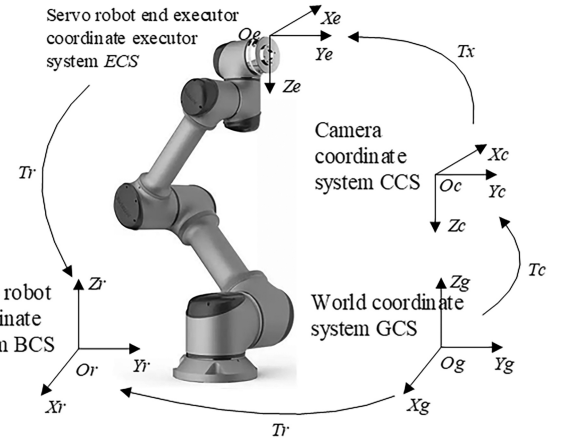 Servo robot end executor
coordinate executor
system ECS
Oe
Xe
Ye
Ze
Tx
Tr
Camera
coordinate
system CCS
Xc
Oc
Yc
Zc
Tc
Zr
robot
inate
m BCS
Or
Yr
Xr
World coordinate
system GCS
Zg
Og
Yg
Xg
Tr